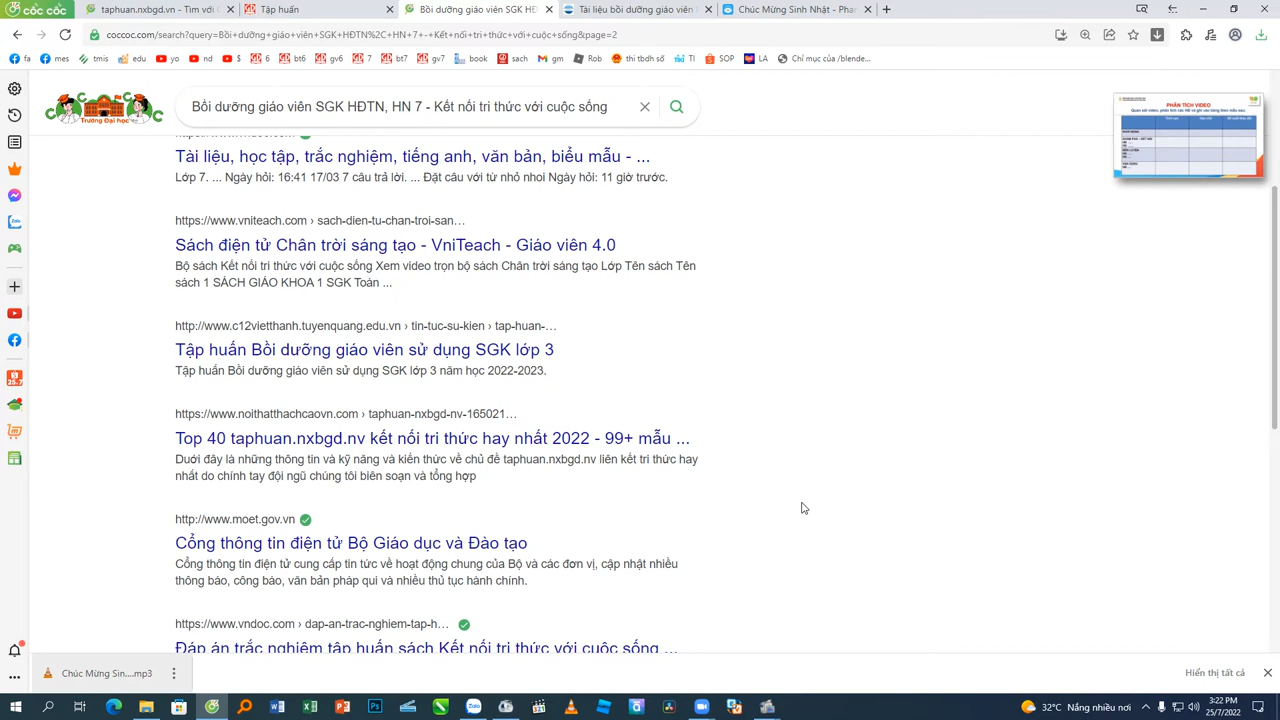 cốc cốc
taphuan.nxbgd.vn - Tìm với C
Tập huấn
Bồi dưỡng giáo viên SGK HĐ
Tài liệu bồi dưỡng giáo viên
Chúc Mừng Sinh Nhật - Phan
coccoc.com/search?query=Bồi+dưỡng+giáo+viên+SGK+HĐTN%2C+HN+7+-+Kết+nối+tri+thức+với+cuộc+sống&page=2
fa
mes
tmis
edu
yo
nd
$
6
bt6
gv6
7
bt7
gv7
book
sach
gm
Rob
thi tbdh số
TI
SOP
LA
Chỉ mục của /blende...
Trường Đại học
Bồi dưỡng giáo viên SGK HĐTN, HN 7 - Kết nối tri thức với cuộc sống
PHÂN TÍCH VIDEO
Tài liệu, học tập, trắc nghiệm, tiếng anh, văn bản, biểu mẫu - ...
Lớp 7. ... Ngày hỏi: 16:41 17/03 7 câu trả lời. ... Đặt câu với từ nhỏ nhoi Ngày hỏi: 11 giờ trước.
https://www.vniteach.com › sach-dien-tu-chan-troi-san...
Sách điện tử Chân trời sáng tạo - VniTeach - Giáo viên 4.0
Bộ sách Kết nối tri thức với cuộc sống Xem video trọn bộ sách Chân trời sáng tạo Lớp Tên sách Tên
sách 1 SÁCH GIÁO KHOA 1 SGK Toán ...
http://www.c12vietthanh.tuyenquang.edu.vn › tin-tuc-su-kien › tap-huan-...
Tập huấn Bồi dưỡng giáo viên sử dụng SGK lớp 3
Tập huấn Bồi dưỡng giáo viên sử dụng SGK lớp 3 năm học 2022-2023.
https://www.noithatthachcaovn.com › taphuan-nxbgd-nv-165021...
Top 40 taphuan.nxbgd.nv kết nối tri thức hay nhất 2022 - 99+ mẫu ...
Dưới đây là những thông tin và kỹ năng và kiến thức về chủ đề taphuan.nxbgd.nv liên kết tri thức hay
nhất do chính tay đội ngũ chúng tôi biên soạn và tổng hợp
http://www.moet.gov.vn
Cổng thông tin điện tử Bộ Giáo dục và Đào tạo
Cổng thông tin điện tử cung cấp tin tức về hoạt động chung của Bộ và các đơn vị, cập nhật nhiều
thông báo, công báo, văn bản pháp qui và nhiều thủ tục hành chính.
https://www.vndoc.com › dap-an-trac-nghiem-tap-h...
Đáp án trắc nghiệm tập huấn sách Kết nối tri thức với cuộc sống ...
Chúc Mừng Sin....mp3
Hiển thị tất cả
32°C Nắng nhiều nơi
3:22 PM
25/7/2022